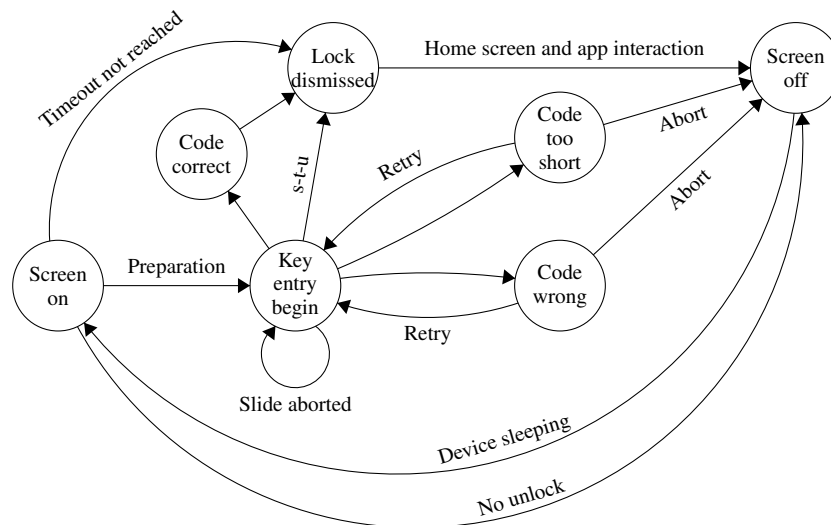 Timeout not reached
Lock
dismissed
Home screen and app interaction
Screen
off
Code
correct
s-t-u
Retry
Code
too
short
Abort
Abort
Screen
on
Preparation
Key
entry
begin
Code
wrong
Retry
Slide aborted
Device sleeping
No unlock